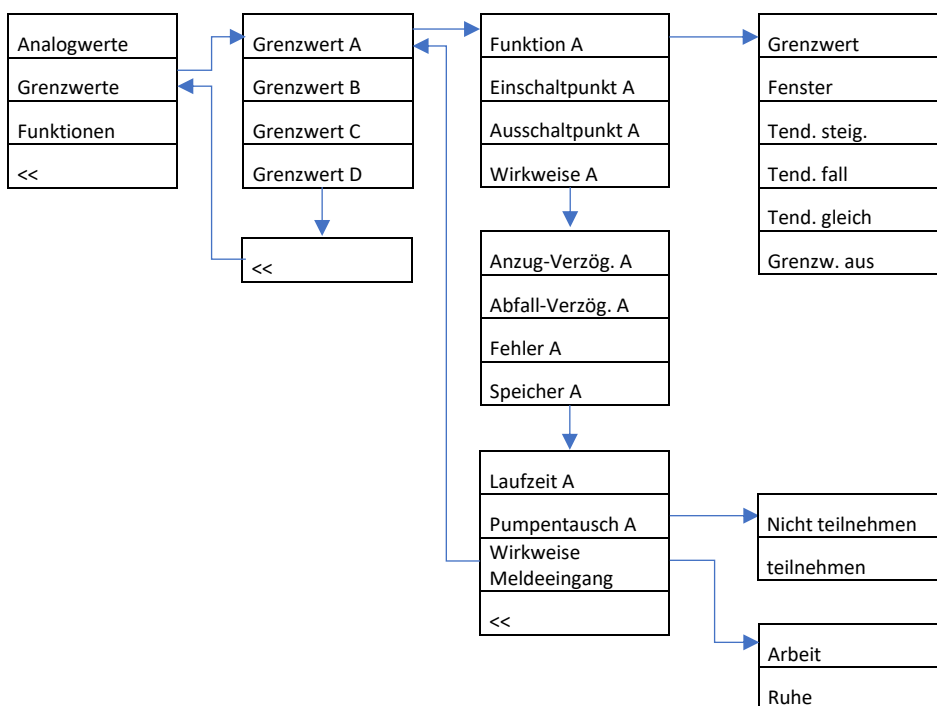 Analogwerte
Grenzwerte
Funktionen
<<
Grenzwert A
Grenzwert B
Grenzwert C
Grenzwert D
<<
Funktion A
Einschaltpunkt A
Ausschaltpunkt A
Wirkweise A
Anzug-Verzög. A
Abfall-Verzög. A
Fehler A
Speicher A
Laufzeit A
Pumpentausch A
Wirkweise
Meldeeingang
<<
Grenzwert
Fenster
Tend. steig.
Tend. fall
Tend. gleich
Grenzw. aus
Nicht teilnehmen
teilnehmen
Arbeit
Ruhe